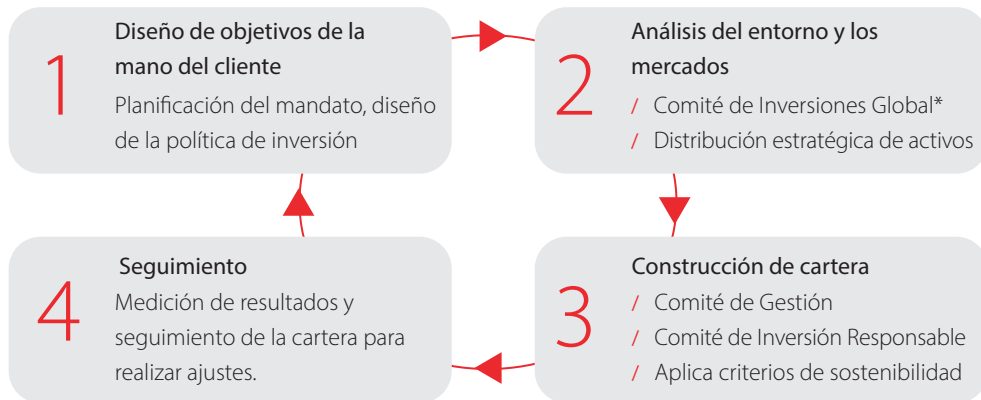 1
Diseño de objetivos de la
mano del cliente
Planificación del mandato, diseño
de la política de inversión
2
Análisis del entorno y los
mercados
/ Comité de Inversiones Global*
/ Distribución estratégica de activos
3
Construcción de cartera
/ Comité de Gestión
/ Comité de Inversión Responsable
/ Aplica criterios de sostenibilidad
4
Seguimiento
Medición de resultados y
seguimiento de la cartera para
realizar ajustes.